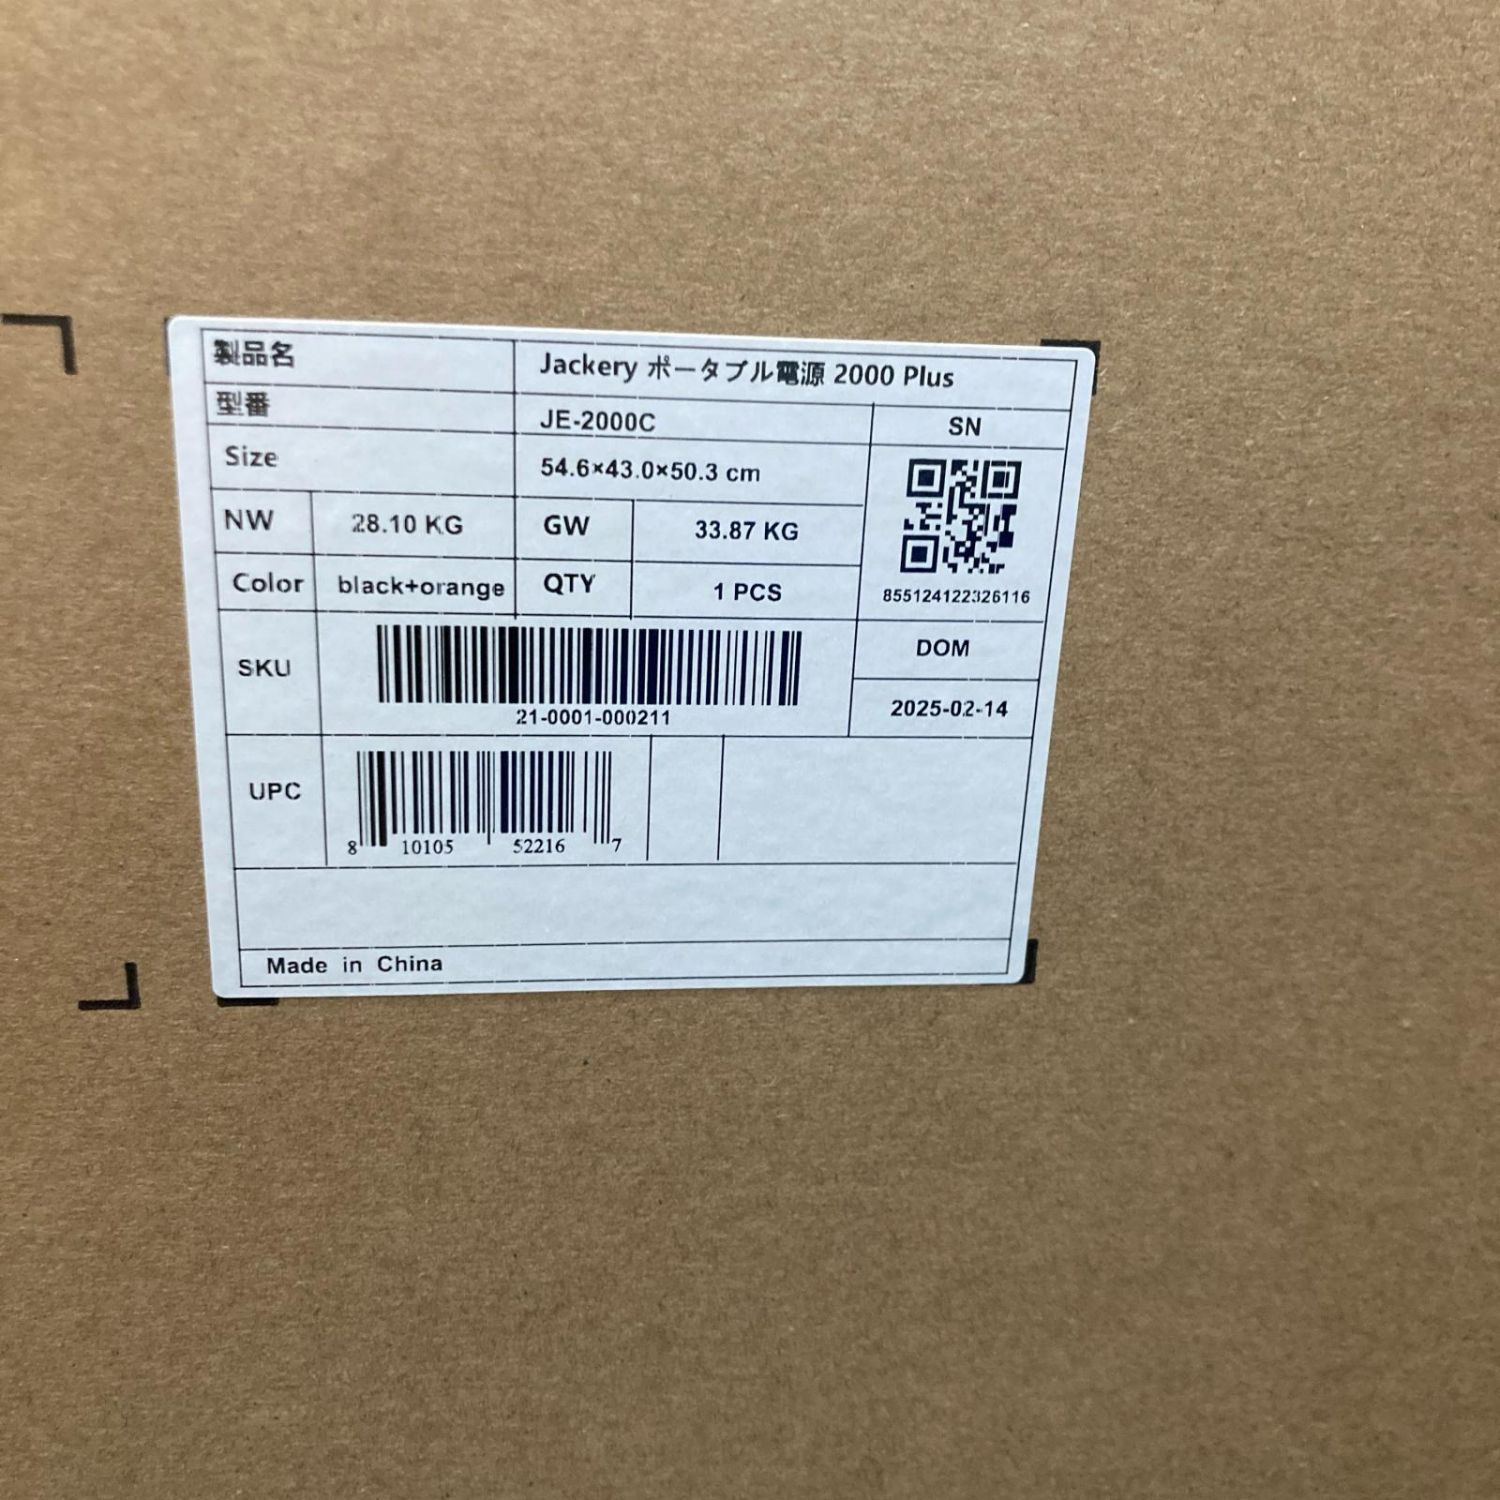 製品名 Jackery ポータブル電源 2000 Plus
型番 JE-2000C SN
Size 54.6×43.0×50.3 cm
NW 28.10 KG GW 33.87 KG
Color black+orange QTY 1 PCS
855124122326116
SKU
21-0001-000211
DOM
2025-02-14
UPC
8 10105 52216 7
Made in China